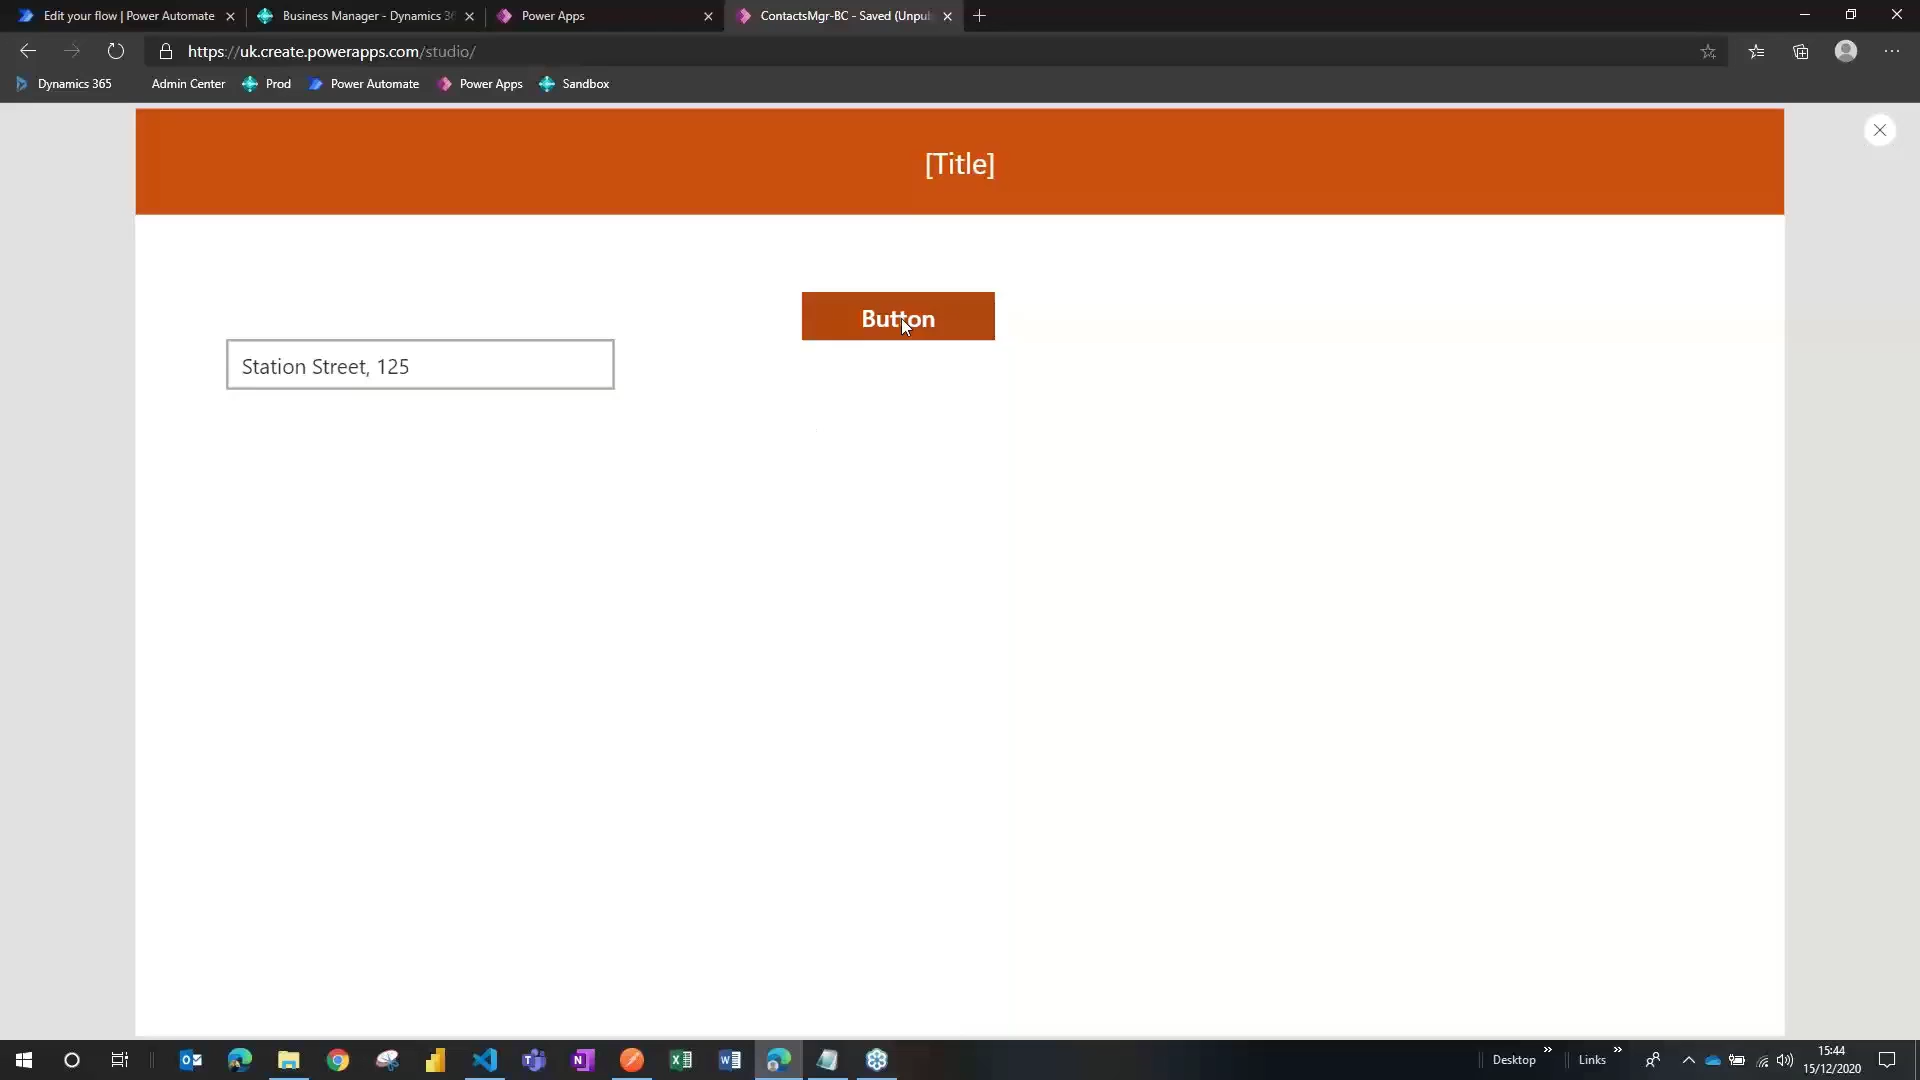 Edit your flow | Power Automate
Business Manager - Dynamics 36
Power Apps
ContactsMgr-BC - Saved (Unpu
https://uk.create.powerapps.com/studio/
Dynamics 365
Admin Center
Prod
Power Automate
Power Apps
Sandbox
[Title]
Button
Station Street, 125
Desktop
Links
15:44
15/12/2020